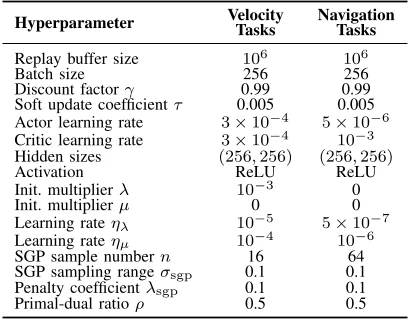 Hyperparameter Velocity Tasks Navigation Tasks
Replay buffer size 10⁶ 10⁶
Batch size 256 256
Discount factor γ 0.99 0.99
Soft update coefficient τ 0.005 0.005
Actor learning rate 3 × 10⁻⁴ 5 × 10⁻⁶
Critic learning rate 3 × 10⁻⁴ 10⁻³
Hidden sizes (256, 256) (256, 256)
Activation ReLU ReLU
Init. multiplier λ 10⁻³ 0
Init. multiplier μ 0 0
Learning rate η_λ 10⁻⁵ 5 × 10⁻⁷
Learning rate η_μ 10⁻⁴ 10⁻⁶
SGP sample number n 16 64
SGP sampling range σ_sgp 0.1 0.1
Penalty coefficient λ_sgp 0.1 0.1
Primal-dual ratio ρ 0.5 0.5